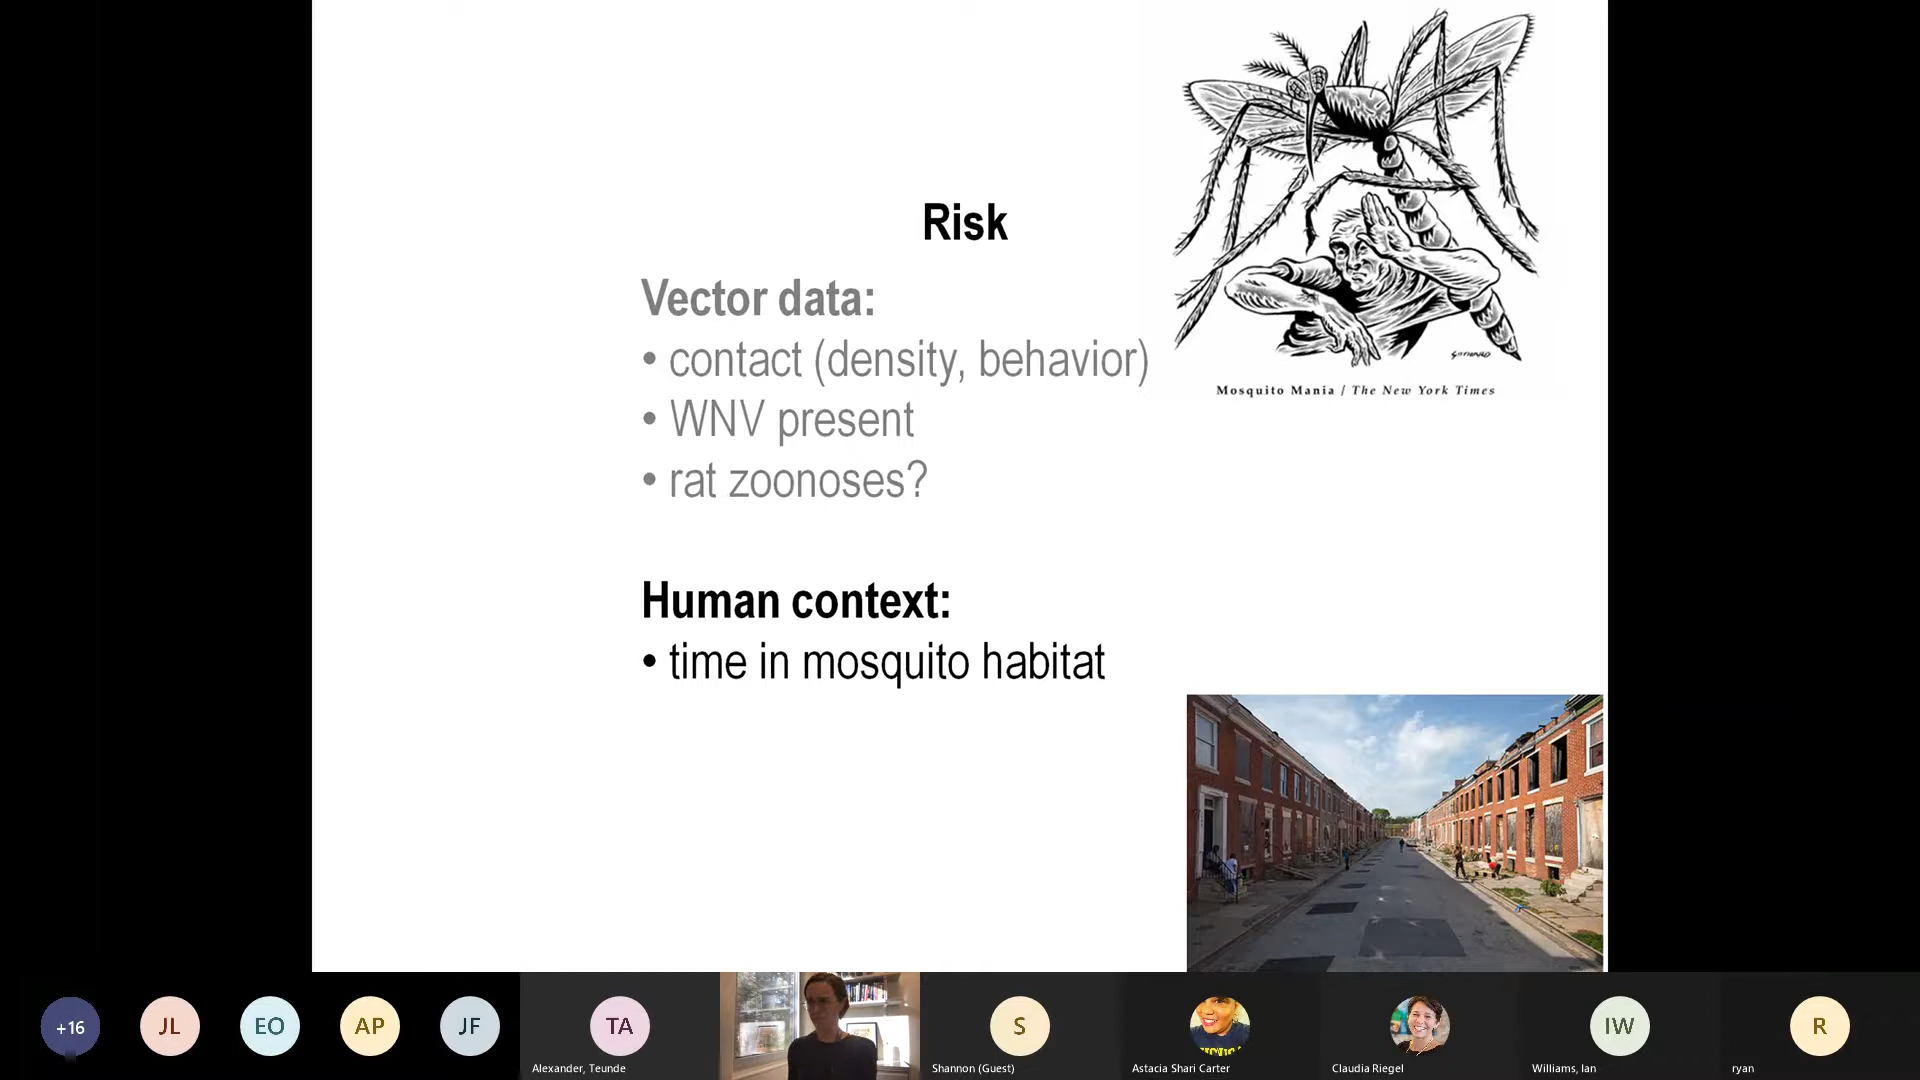 Risk
Vector data:
• contact (density, behavior)
• WNV present
• rat zoonoses?
Human context:
• time in mosquito habitat
Mosquito Mania / The New York Times
+16
JL
EO
AP
JF
TA
Alexander, Teunde
S
Shannon (Guest)
Astacia Shari Carter
Claudia Riegel
IW
Williams, Ian
R
ryan